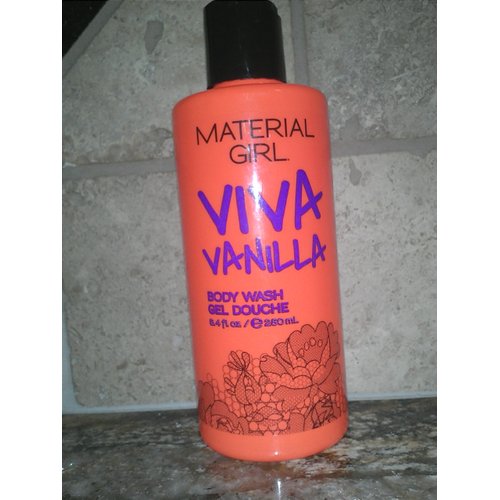 MATERIAL
GIRL.
VIVA
VANILLA
BODY WASH
GEL DOUCHE
8.4 fl oz / ℮ 250 mL